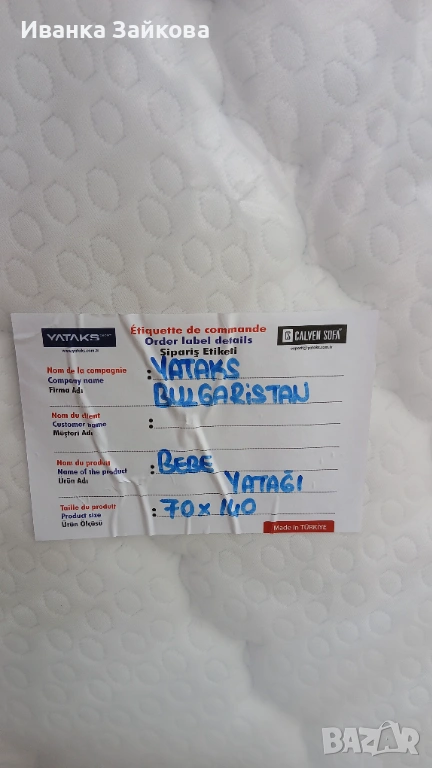 Иванка Зайкова
YATAKS
www.yataks.com.tr
Étiquette de commande
Order label details
Sipariş Etiketi
CALVEN SOFA
Nom de la compagnie
Company name
Firma Adı
: YATAKS
BULGARISTAN
Nom du client
Customer name
Müşteri Adı
:
Nom du produit
Name of the product
Ürün Adı
: BEBE
YATAĞI
Taille du produit
Product size
Ürün Ölçüsü
: 70 x 140
Made in TÜRKİYE
BAZAR